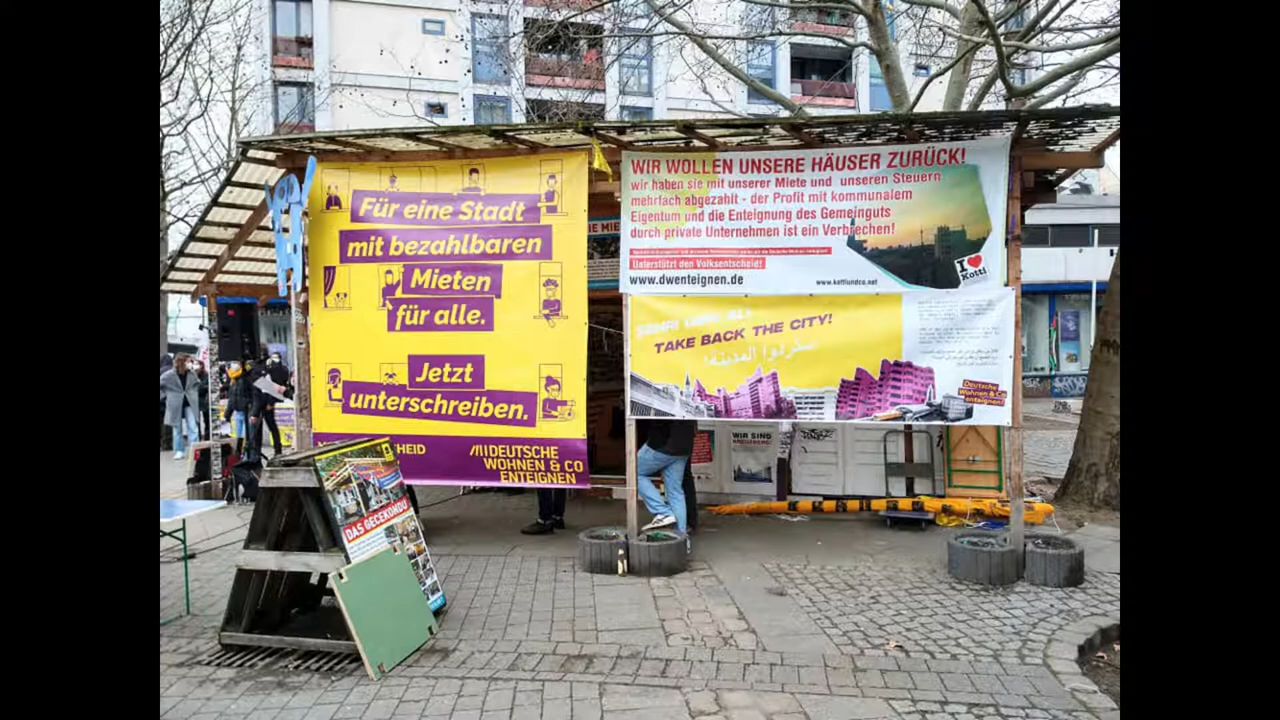 Für eine Stadt
mit bezahlbaren
Mieten
für alle.
Jetzt
unterschreiben.
///DEUTSCHE
WOHNEN & CO
ENTEIGNEN
WIR WOLLEN UNSERE HÄUSER ZURÜCK!
wir haben sie mit unserer Miete und unseren Steuern
mehrfach abgezahlt - der Profit mit kommunalem
Eigentum und die Enteignung des Gemeinguts
durch private Unternehmen ist ein Verbrechen!
Unterstützt den Volksentscheid!
www.dwenteignen.de
www.kottiundco.net
I
Kotti
TAKE BACK THE CITY!
Deutsche
Wohnen & Co
enteignen!
WIR SIND
DAS GECEKONDU